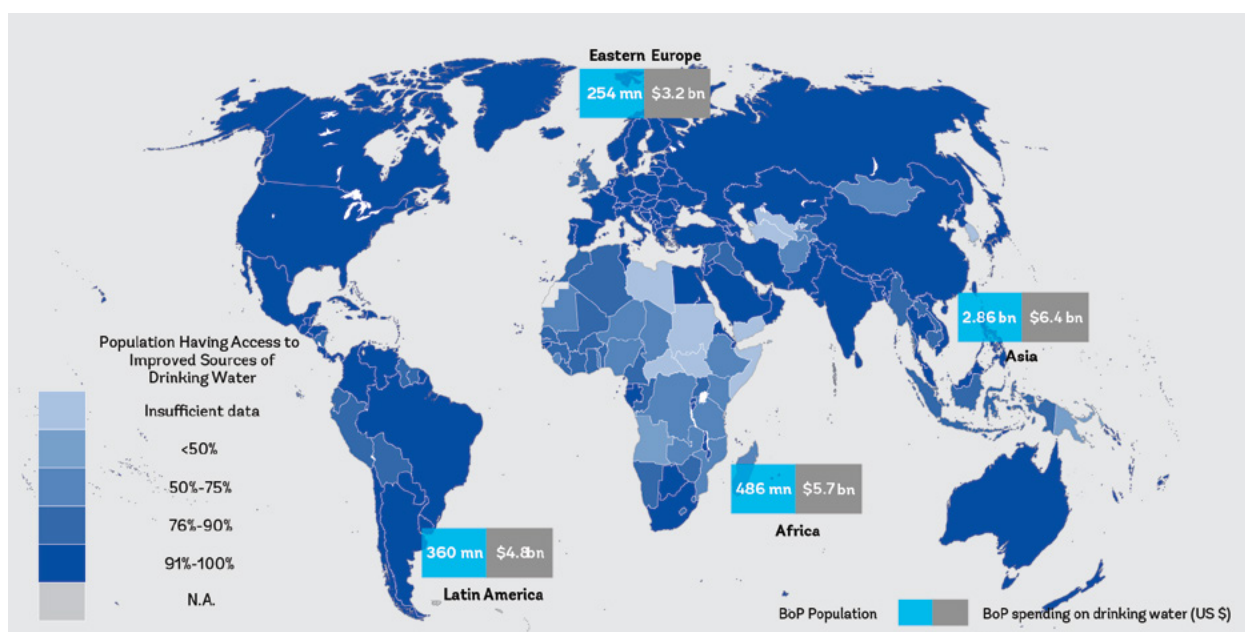 Eastern Europe
254 mn $3.2 bn
2.86 bn $6.4 bn
Asia
Population Having Access to
Improved Sources of
Drinking Water
Insufficient data
<50%
50%-75%
76%-90%
91%-100%
N.A.
486 mn $5.7 bn
Africa
360 mn $4.8bn
Latin America
BoP Population BoP spending on drinking water (US $)